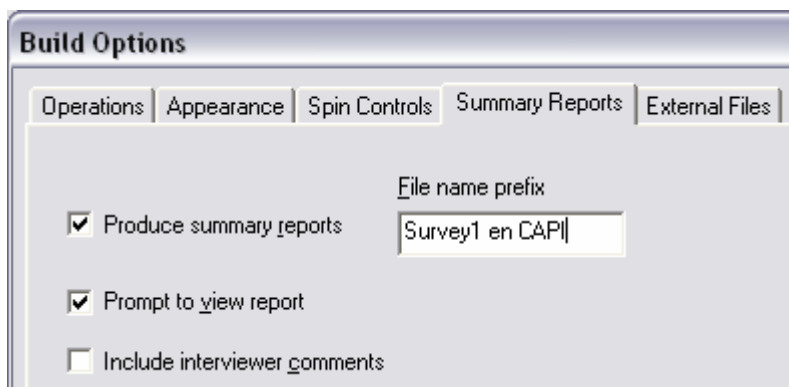 Build Options
Operations Appearance Spin Controls Summary Reports External Files
File name prefix
Produce summary reports Survey1 en CAPI
Prompt to view report
Include interviewer comments